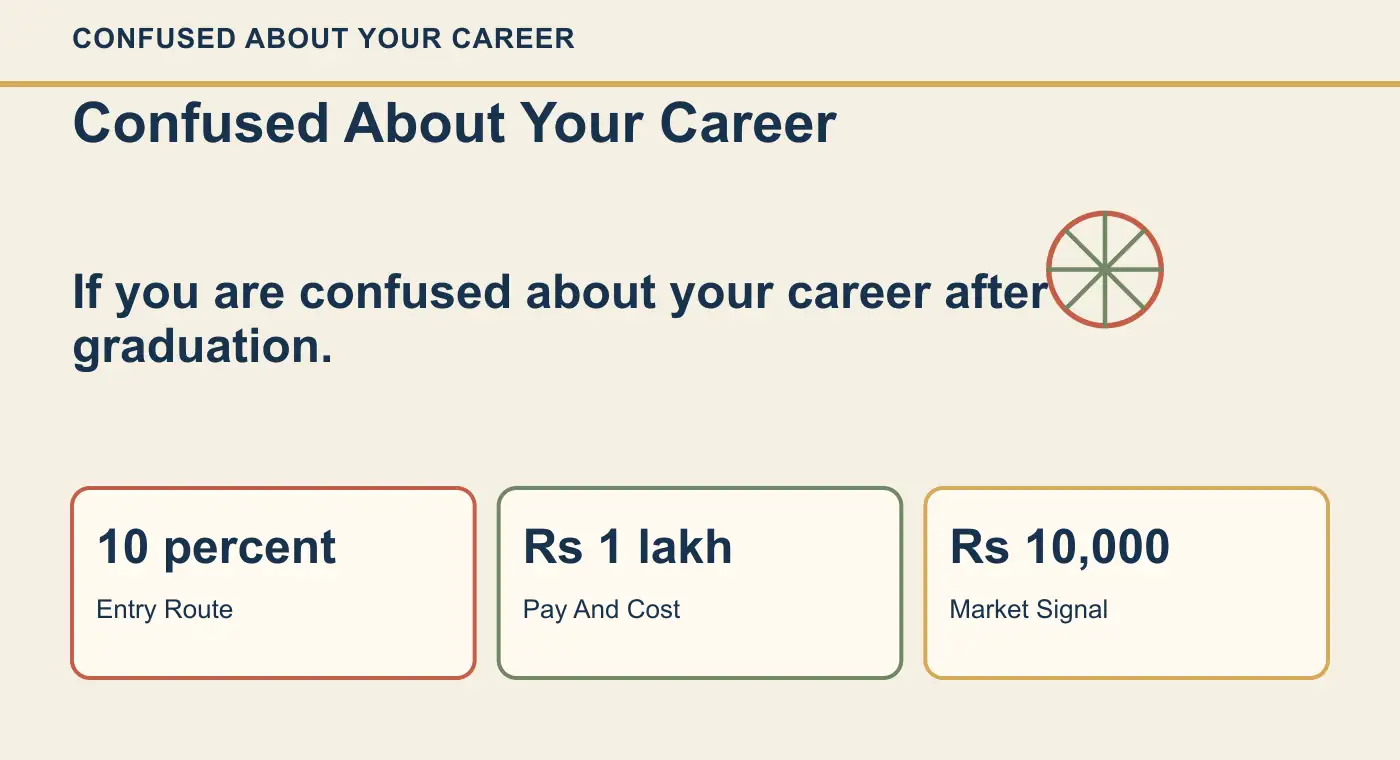 CONFUSED ABOUT YOUR CAREER
Confused About Your Career
If you are confused about your career after
graduation.
10 percent
Entry Route
Rs 1 lakh
Pay And Cost
Rs 10,000
Market Signal